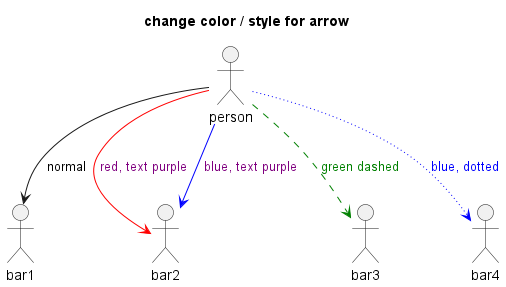 change color / style for arrow
person
normal
red, text purple
blue, text purple
green dashed
blue, dotted
bar1
bar2
bar3
bar4